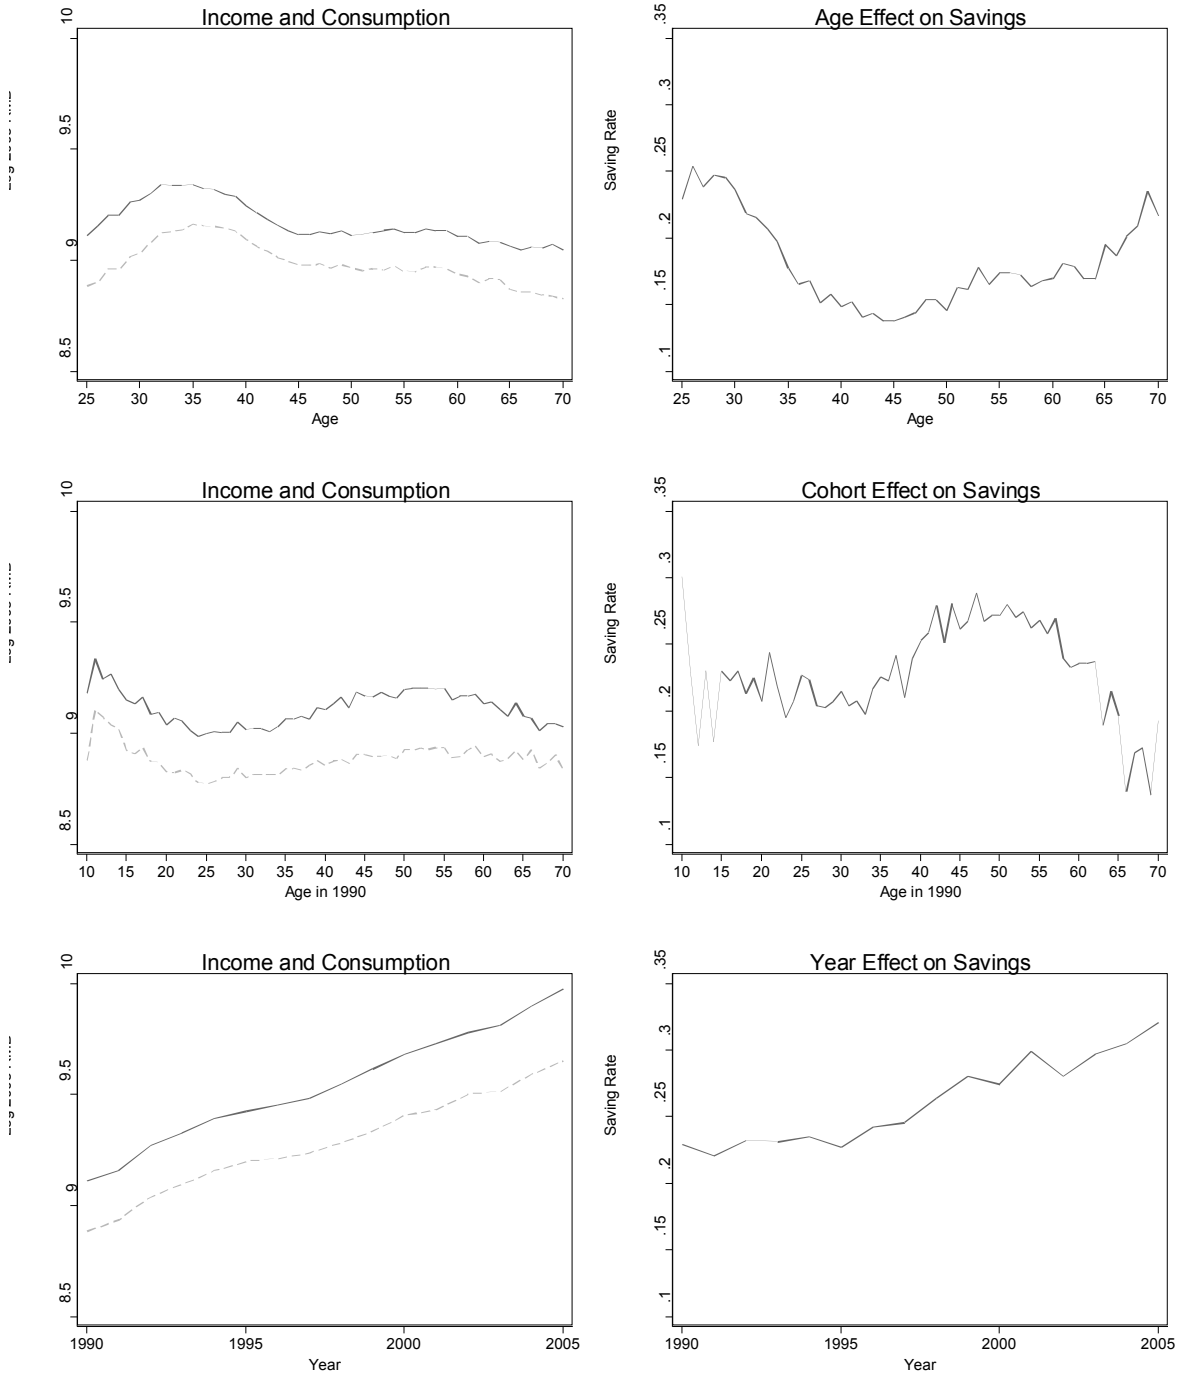 Income and Consumption
10
9.5
9
8.5
25 30 35 40 45 50 55 60 65 70
Age
Age Effect on Savings
Saving Rate
.35
.3
.25
.2
.15
.1
25 30 35 40 45 50 55 60 65 70
Age
Income and Consumption
10
9.5
9
8.5
10 15 20 25 30 35 40 45 50 55 60 65 70
Age in 1990
Cohort Effect on Savings
Saving Rate
.35
.3
.25
.2
.15
.1
10 15 20 25 30 35 40 45 50 55 60 65 70
Age in 1990
Income and Consumption
10
9.5
9
8.5
1990 1995 2000 2005
Year
Year Effect on Savings
Saving Rate
.35
.3
.25
.2
.15
.1
1990 1995 2000 2005
Year